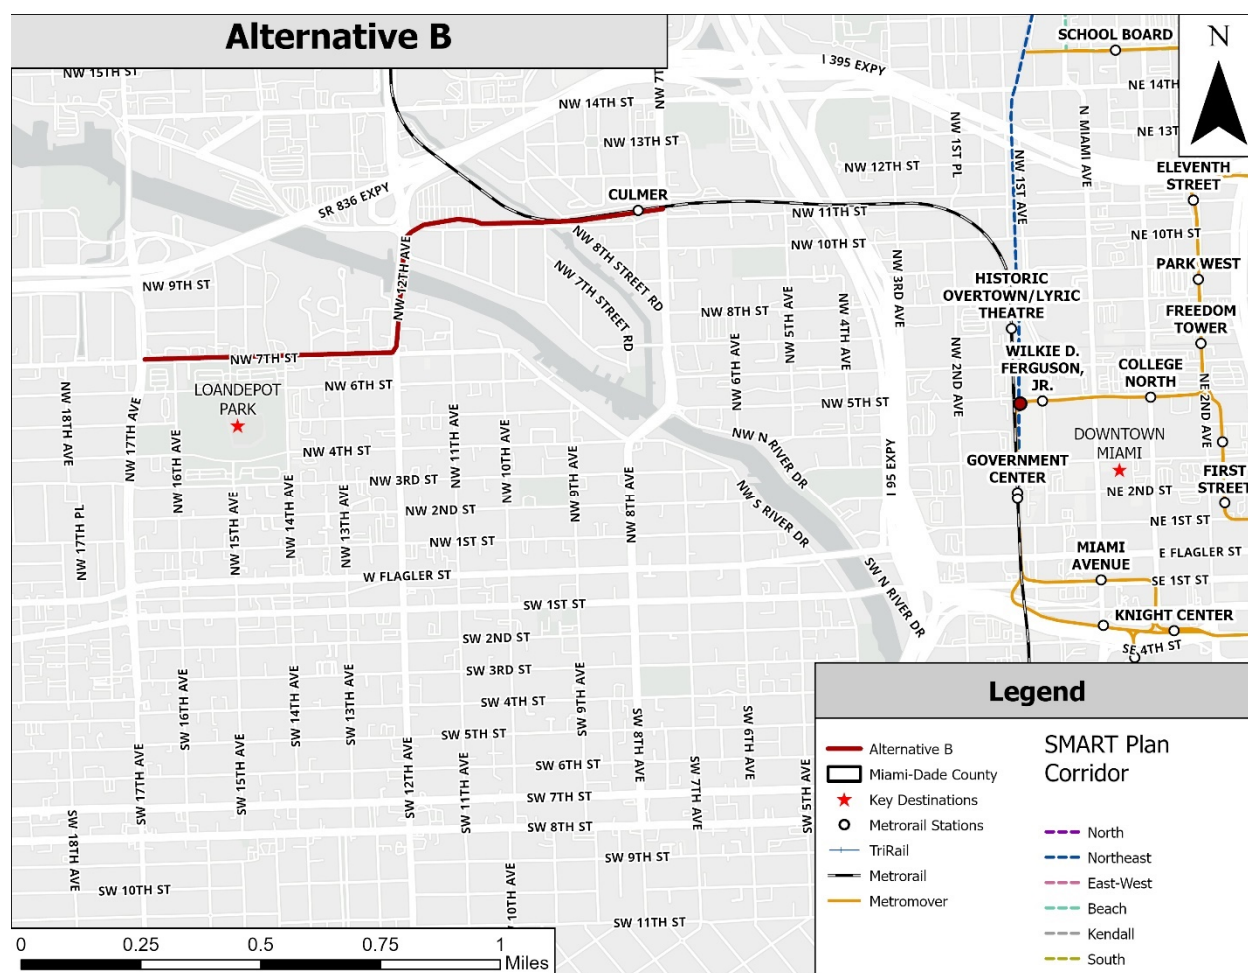 Alternative B
N
SCHOOL BOARD
I 395 EXPY
NW 15TH ST
NW 7TH
NE 14TH
NW 14TH ST
N MIAMI AVE
NW 13TH ST
NW 1ST PL
NE 13T
NW 12TH ST
ELEVENTH
STREET
SR 836 EXPY
CULMER
NW 1ST AVE
NW 11TH ST
NE 10TH ST
NW 8TH STREET RD
NW 10TH ST
NW 12TH AVE
NW 3RD AVE
PARK WEST
NW 9TH ST
NW 7TH STREET RD
HISTORIC
OVERTOWN/LYRIC
THEATRE
NW 5TH AVE
NW 4TH AVE
NW 8TH ST
FREEDOM
TOWER
NW 7TH ST
NW 6TH AVE
NW 2ND AVE
WILKIE D.
FERGUSON,
JR.
COLLEGE
NORTH
NW 18TH AVE
LOANDEPOT
PARK
NW 6TH ST
NW 5TH ST
NE 2ND AVE
NW 17TH AVE
NW 16TH AVE
NW 11TH AVE
NW 10TH AVE
NW N RIVER DR
DOWNTOWN
MIAMI
NW 4TH ST
NW 9TH AVE
NW 8TH AVE
I 95 EXPY
GOVERNMENT
CENTER
FIRST
STREET
NW 3RD ST
NW 15TH AVE
NW 14TH AVE
NW 13TH AVE
NE 2ND ST
NW 17TH PL
NW 2ND ST
NW S RIVER DR
NE 1ST ST
NW 1ST ST
MIAMI
AVENUE
E FLAGLER ST
W FLAGLER ST
SW N RIVER DR
SE 1ST ST
SW 1ST ST
KNIGHT CENTER
SW 2ND ST
SE 4TH ST
SW 3RD ST
SW 16TH AVE
SW 14TH AVE
SW 13TH AVE
SW 9TH AVE
SW 4TH ST
SW 8TH AVE
SW 6TH AVE
SW 5TH ST
SW 17TH AVE
SW 15TH AVE
SW 12TH AVE
SW 11TH AVE
SW 6TH ST
SW 7TH AVE
SW 5TH AVE
SW 7TH ST
SW 18TH AVE
SW 8TH ST
SW 9TH ST
SW 10TH ST
10TH AVE
SW 11TH ST
0 0.25 0.5 0.75 1
Miles
Legend
Alternative B
Miami-Dade County
Key Destinations
Metrorail Stations
TriRail
Metrorail
Metromover
SMART Plan
Corridor
North
Northeast
East-West
Beach
Kendall
South